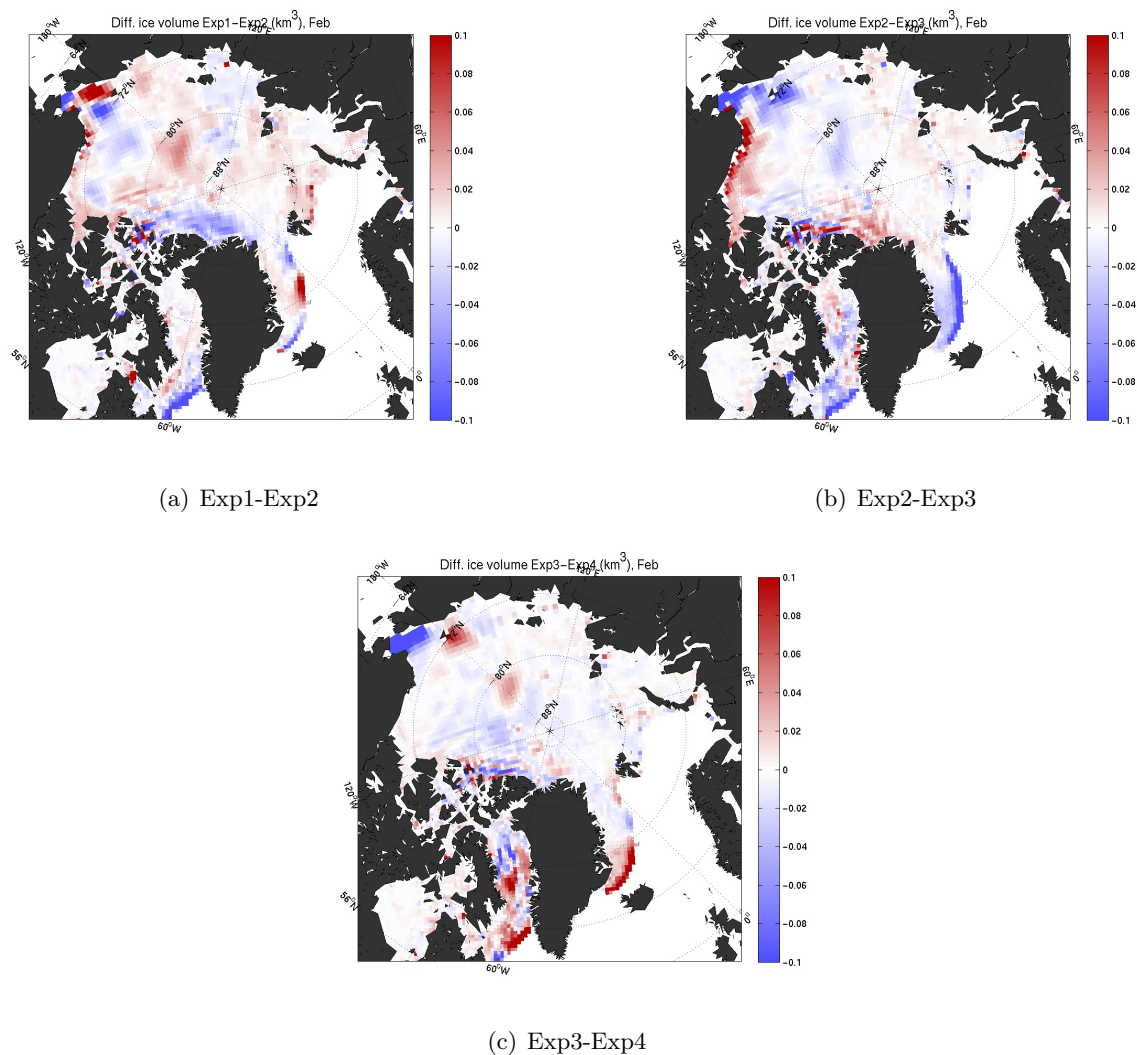 Diff. ice volume Exp1−Exp2 (km3), Feb
180°W
64°N
120°E
72°N
80°N
88°N
60°E
120°W
56°N
0°
60°W
0.1
0.08
0.06
0.04
0.02
0
−0.02
−0.04
−0.06
−0.08
−0.1
Diff. ice volume Exp2−Exp3 (km3), Feb
180°W
64°N
120°E
72°N
80°N
88°N
60°E
120°W
56°N
0°
60°W
0.1
0.08
0.06
0.04
0.02
0
−0.02
−0.04
−0.06
−0.08
−0.1
(a) Exp1-Exp2
(b) Exp2-Exp3
Diff. ice volume Exp3−Exp4 (km3), Feb
180°W
64°N
120°E
72°N
80°N
88°N
60°E
120°W
56°N
0°
60°W
0.1
0.08
0.06
0.04
0.02
0
−0.02
−0.04
−0.06
−0.08
−0.1
(c) Exp3-Exp4